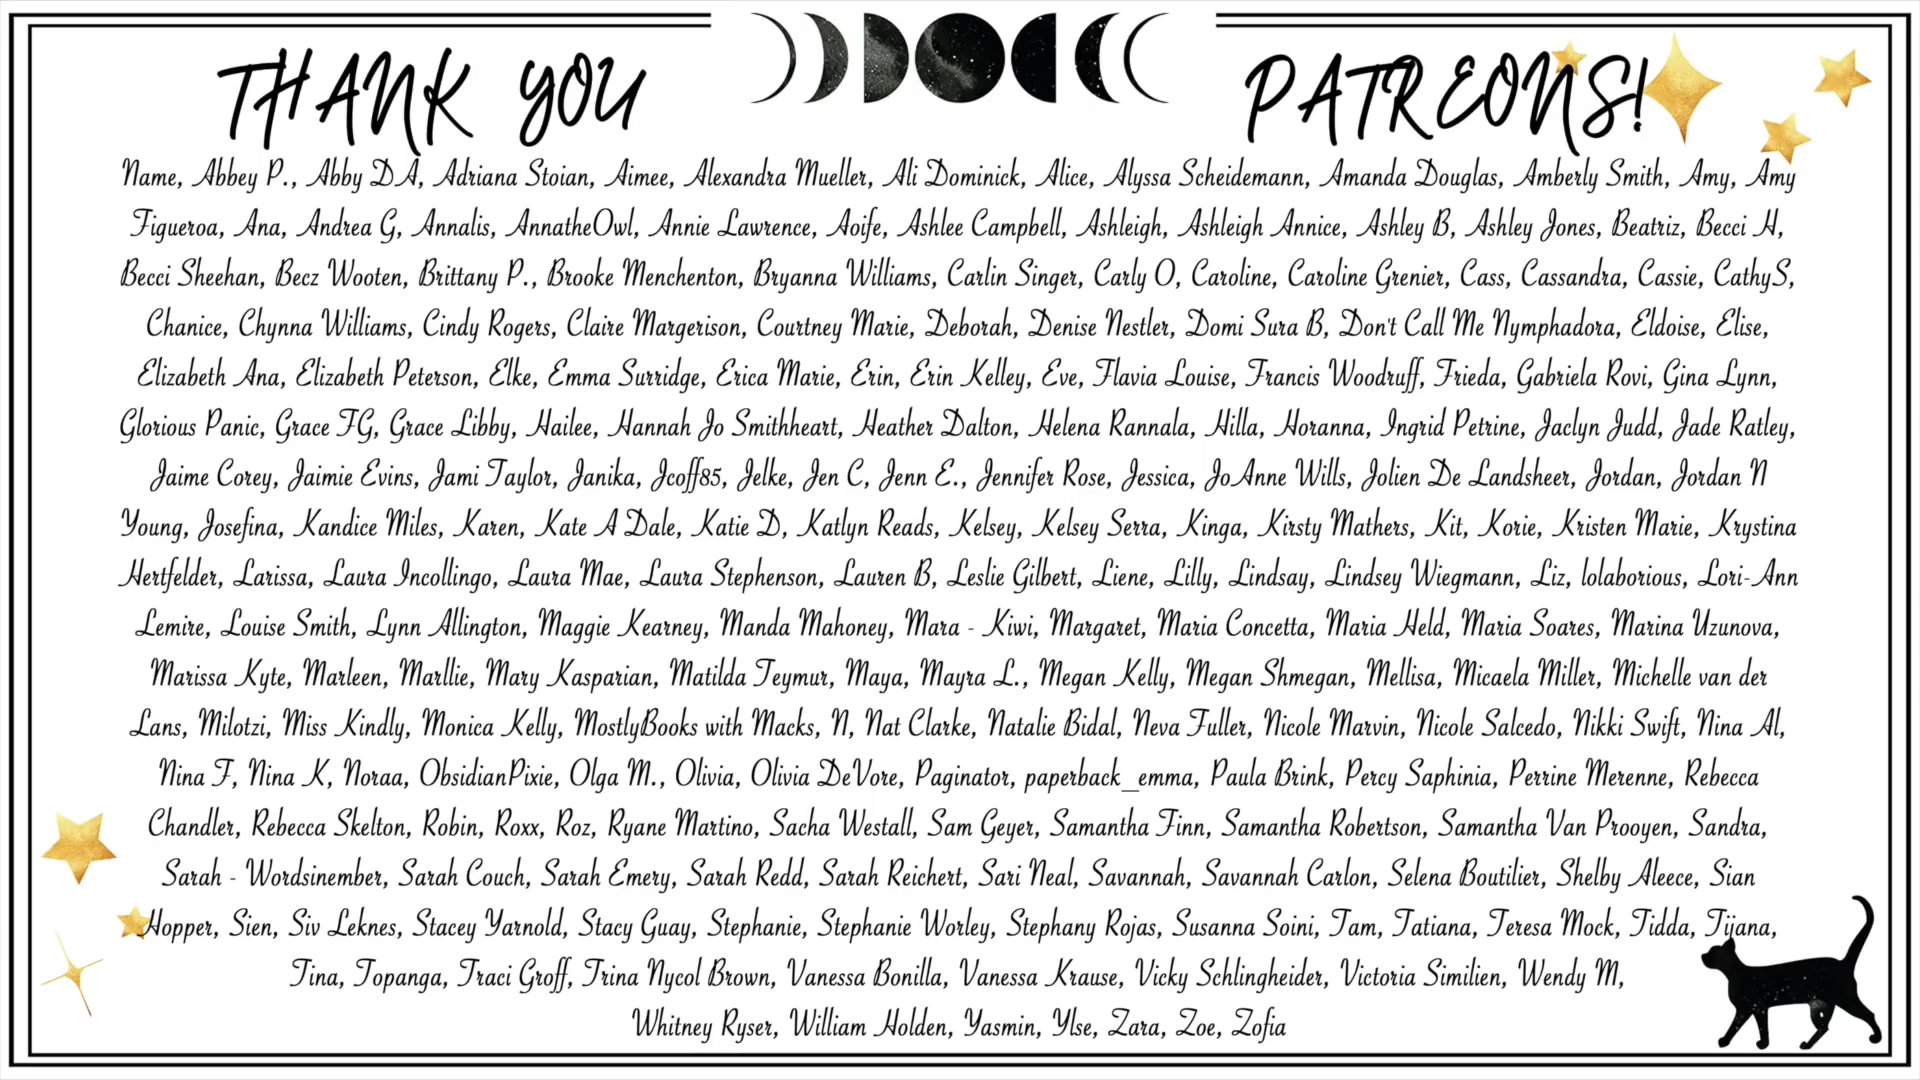 THANK YOU PATREONS!
Name, Abbey P., Abby DA, Adriana Stoian, Aimee, Alexandra Mueller, Ali Dominick, Alice, Alyssa Scheidemann, Amanda Douglas, Amberly Smith, Amy, Amy
Figueroa, Ana, Andrea G, Annalis, AnnatheOwl, Annie Lawrence, Aoife, Ashlee Campbell, Ashleigh, Ashleigh Annice, Ashley B, Ashley Jones, Beatriz, Becci H,
Becci Sheehan, Becz Wooten, Brittany P., Brooke Menchenton, Bryanna Williams, Carlin Singer, Carly O, Caroline, Caroline Grenier, Cass, Cassandra, Cassie, CathyS,
Chanice, Chynna Williams, Cindy Rogers, Claire Margerison, Courtney Marie, Deborah, Denise Nestler, Domi Sura B, Don't Call Me Nymphadora, Eldoise, Elise,
Elizabeth Ana, Elizabeth Peterson, Elke, Emma Surridge, Erica Marie, Erin, Erin Kelley, Eve, Flavia Louise, Francis Woodruff, Frieda, Gabriela Rovi, Gina Lynn,
Glorious Panic, Grace FG, Grace Libby, Hailee, Hannah Jo Smithheart, Heather Dalton, Helena Rannala, Hilla, Horanna, Ingrid Petrine, Jaclyn Judd, Jade Ratley,
Jaime Corey, Jaimie Evins, Jami Taylor, Janika, Jcoff85, Jelke, Jen C, Jenn E., Jennifer Rose, Jessica, JoAnne Wills, Jolien De Landsheer, Jordan, Jordan N
Young, Josefina, Kandice Miles, Karen, Kate A Dale, Katie D, Katlyn Reads, Kelsey, Kelsey Serra, Kinga, Kirsty Mathers, Kit, Korie, Kristen Marie, Krystina
Hertfelder, Larissa, Laura Incollingo, Laura Mae, Laura Stephenson, Lauren B, Leslie Gilbert, Liene, Lilly, Lindsay, Lindsey Wiegmann, Liz, lolaborious, Lori-Ann
Lemire, Louise Smith, Lynn Allington, Maggie Kearney, Manda Mahoney, Mara - Kiwi, Margaret, Maria Concetta, Maria Held, Maria Soares, Marina Uzunova,
Marissa Kyte, Marleen, Marllie, Mary Kasparian, Matilda Teymur, Maya, Mayra L., Megan Kelly, Megan Shmegan, Mellisa, Micaela Miller, Michelle van der
Lans, Milotzi, Miss Kindly, Monica Kelly, MostlyBooks with Macks, N, Nat Clarke, Natalie Bidal, Neva Fuller, Nicole Marvin, Nicole Salcedo, Nikki Swift, Nina Al,
Nina F, Nina K, Noraa, ObsidianPixie, Olga M., Olivia, Olivia DeVore, Paginator, paperback_emma, Paula Brink, Percy Saphinia, Perrine Merenne, Rebecca
Chandler, Rebecca Skelton, Robin, Roxx, Roz, Ryane Martino, Sacha Westall, Sam Geyer, Samantha Finn, Samantha Robertson, Samantha Van Prooyen, Sandra,
Sarah - Wordsinember, Sarah Couch, Sarah Emery, Sarah Redd, Sarah Reichert, Sari Neal, Savannah, Savannah Carlon, Selena Boutilier, Shelby Aleece, Sian
Hopper, Sien, Siv Leknes, Stacey Yarnold, Stacy Guay, Stephanie, Stephanie Worley, Stephany Rojas, Susanna Soini, Tam, Tatiana, Teresa Mock, Tidda, Tijana,
Tina, Topanga, Traci Groff, Trina Nycol Brown, Vanessa Bonilla, Vanessa Krause, Vicky Schlingheider, Victoria Similien, Wendy M,
Whitney Ryser, William Holden, Yasmin, Ylse, Zara, Zoe, Zofia